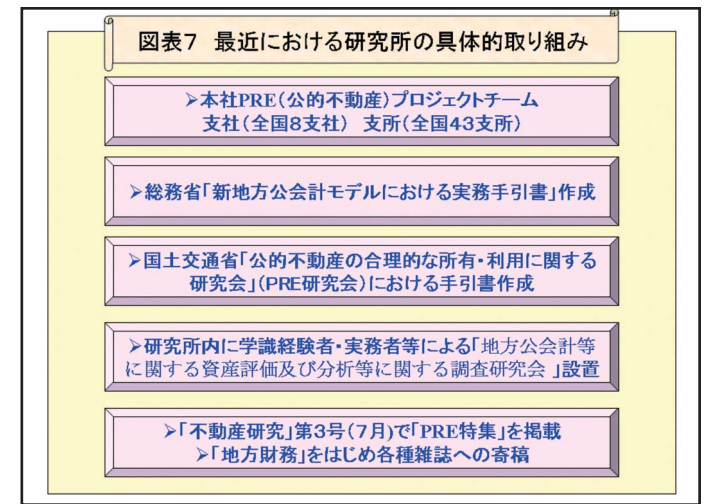 図表7 最近における研究所の具体的取り組み
➢本社PRE(公的不動産)プロジェクトチーム
支社(全国8支社) 支所(全国43支所)
➢総務省「新地方公会計モデルにおける実務手引書」作成
➢国土交通省「公的不動産の合理的な所有・利用に関する
研究会」(PRE研究会)における手引書作成
➢研究所内に学識経験者・実務者等による「地方公会計等
に関する資産評価及び分析等に関する調査研究会 」設置
➢「不動産研究」第3号(7月)で「PRE特集」を掲載
➢「地方財務」をはじめ各種雑誌への寄稿